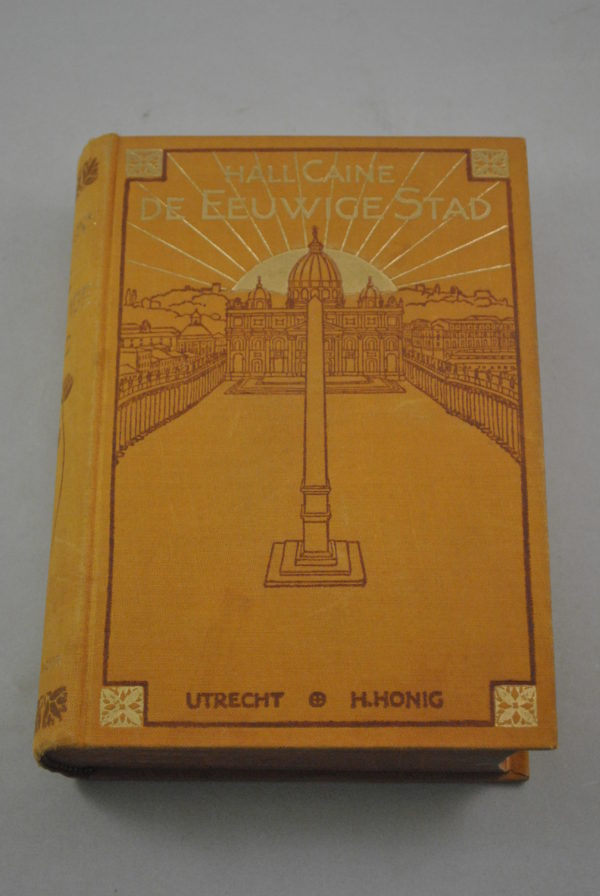 HALL CAINE
DE EEUWIGE STAD
UTRECHT ⊕ H. HONIG